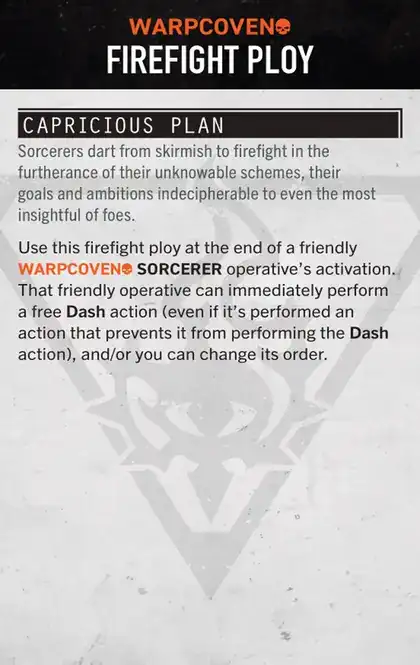 WARPCOVEN
FIREFIGHT PLOY
CAPRICIOUS PLAN
Sorcerers dart from skirmish to firefight in the
furtherance of their unknowable schemes, their
goals and ambitions indecipherable to even the most
insightful of foes.
Use this firefight ploy at the end of a friendly
WARPCOVEN SORCERER operative’s activation.
That friendly operative can immediately perform
a free Dash action (even if it’s performed an
action that prevents it from performing the Dash
action), and/or you can change its order.